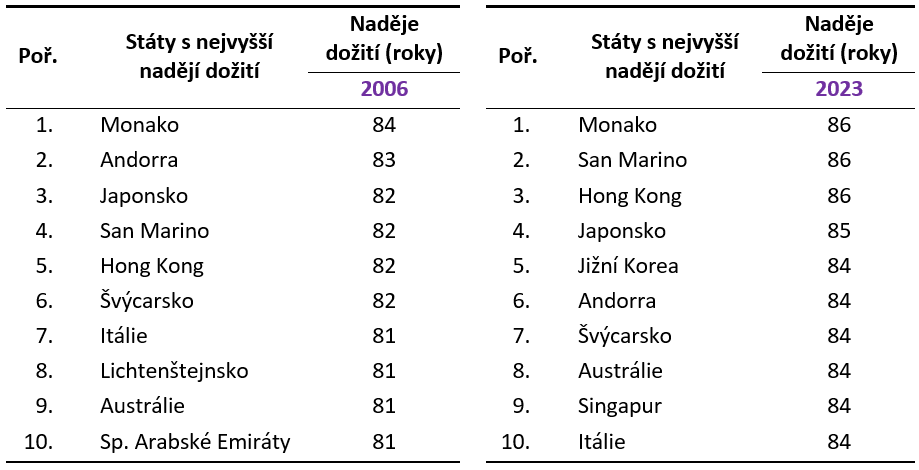 Poř. Státy s nejvyšší nadějí dožití Naděje dožití (roky)
2006
1. Monako 84
2. Andorra 83
3. Japonsko 82
4. San Marino 82
5. Hong Kong 82
6. Švýcarsko 82
7. Itálie 81
8. Lichtenštejnsko 81
9. Austrálie 81
10. Sp. Arabské Emiráty 81
Poř. Státy s nejvyšší nadějí dožití Naděje dožití (roky)
2023
1. Monako 86
2. San Marino 86
3. Hong Kong 86
4. Japonsko 85
5. Jižní Korea 84
6. Andorra 84
7. Švýcarsko 84
8. Austrálie 84
9. Singapur 84
10. Itálie 84